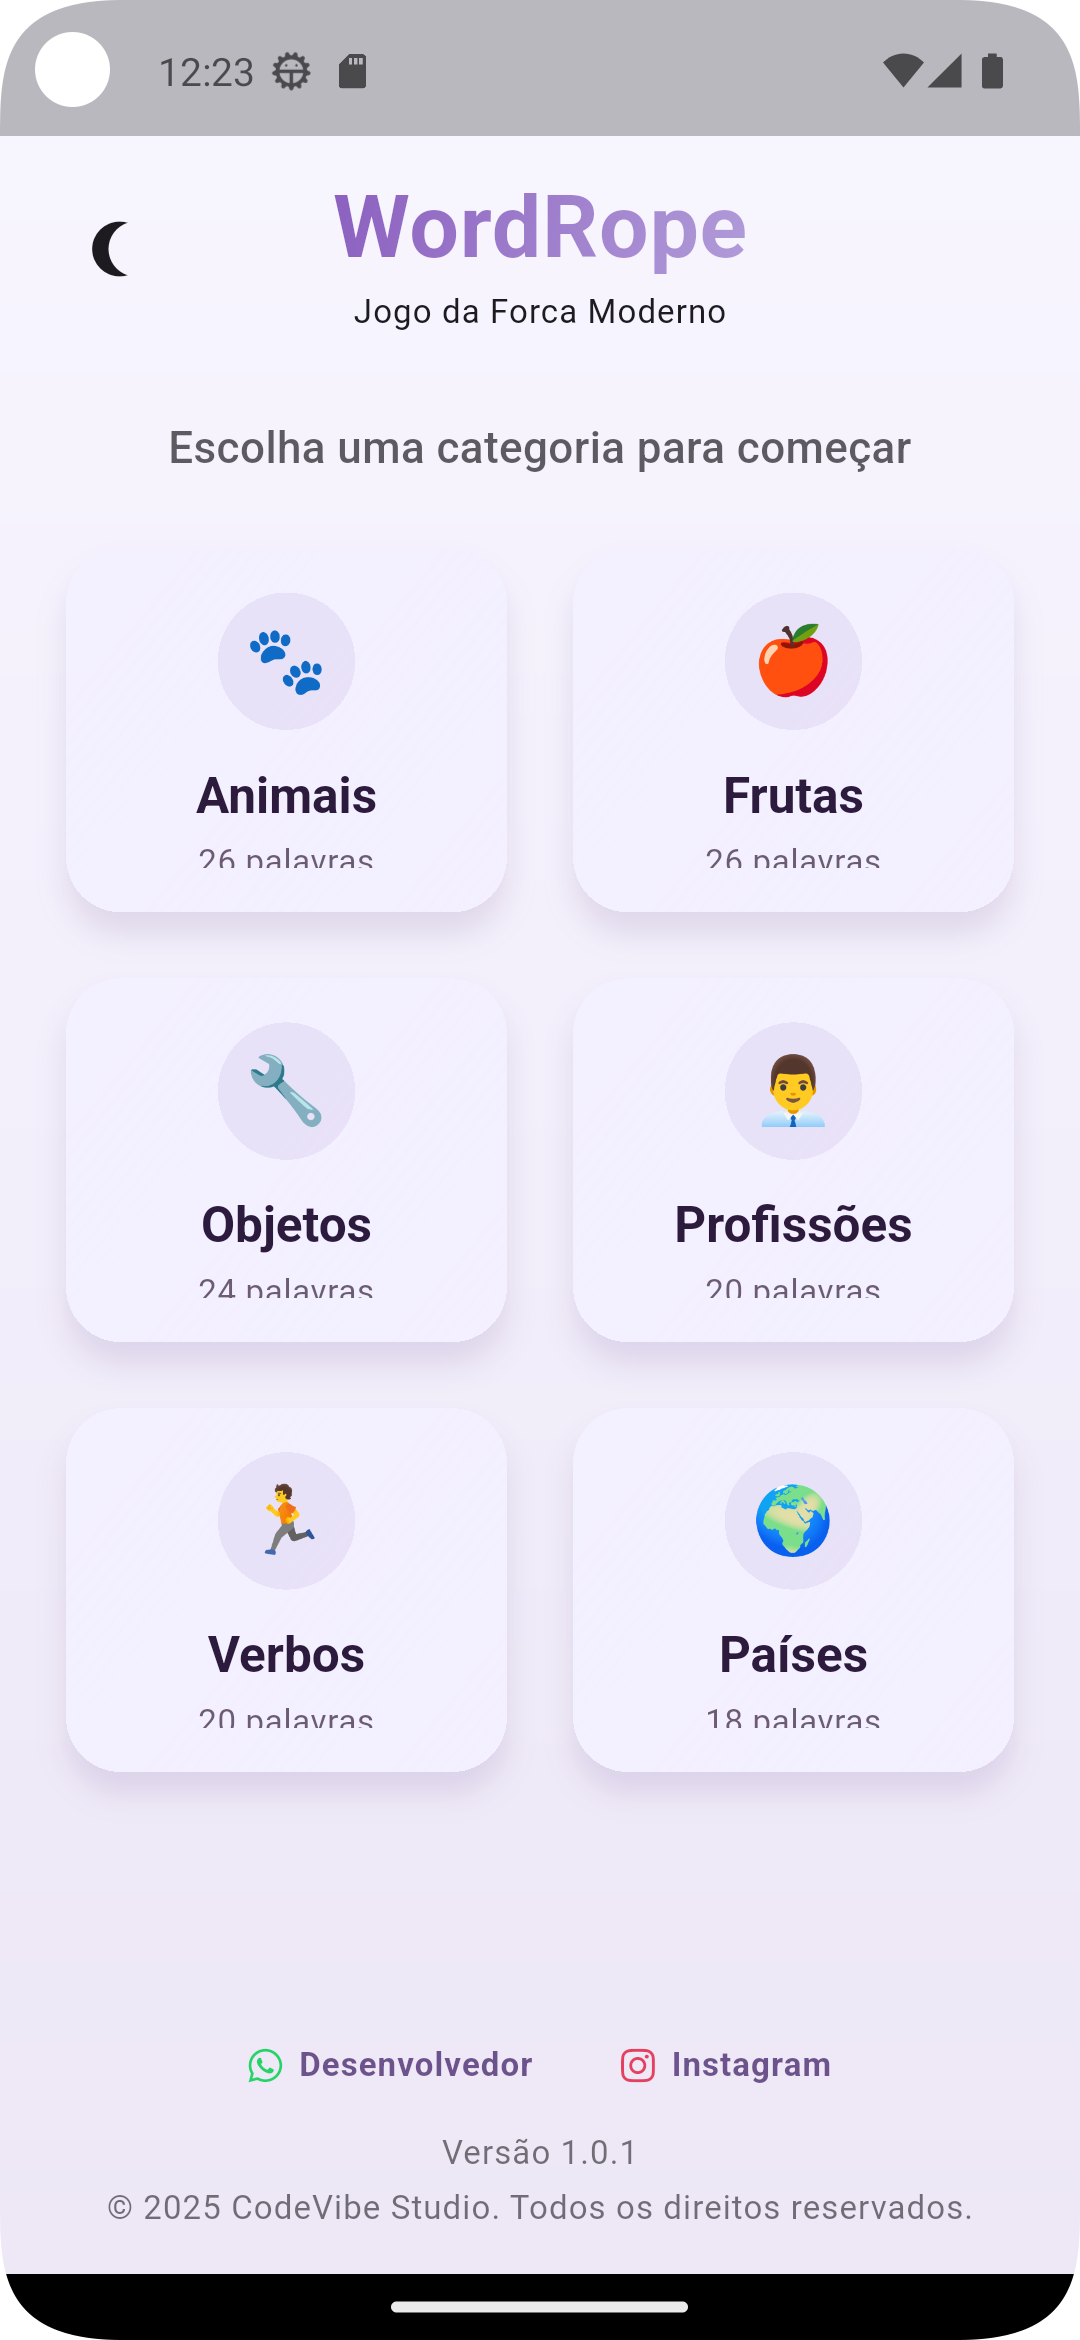 12:23
WordRope
Jogo da Forca Moderno
Escolha uma categoria para começar
Animais
26 palavras
Frutas
26 palavras
Objetos
24 palavras
Profissões
20 palavras
Verbos
20 palavras
Países
18 palavras
Desenvolvedor
Instagram
Versão 1.0.1
© 2025 CodeVibe Studio. Todos os direitos reservados.